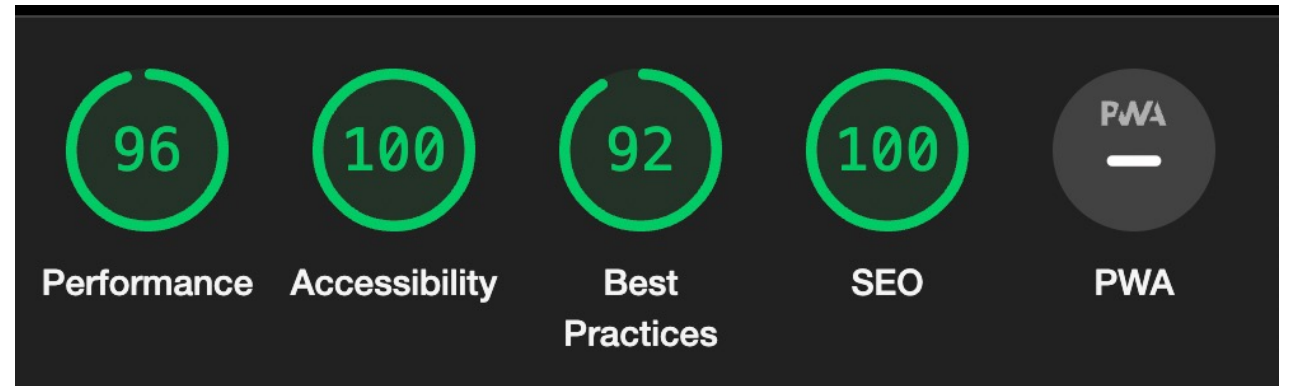 96
100
92
100
PWA
Performance
Accessibility
Best
Practices
SEO
PWA